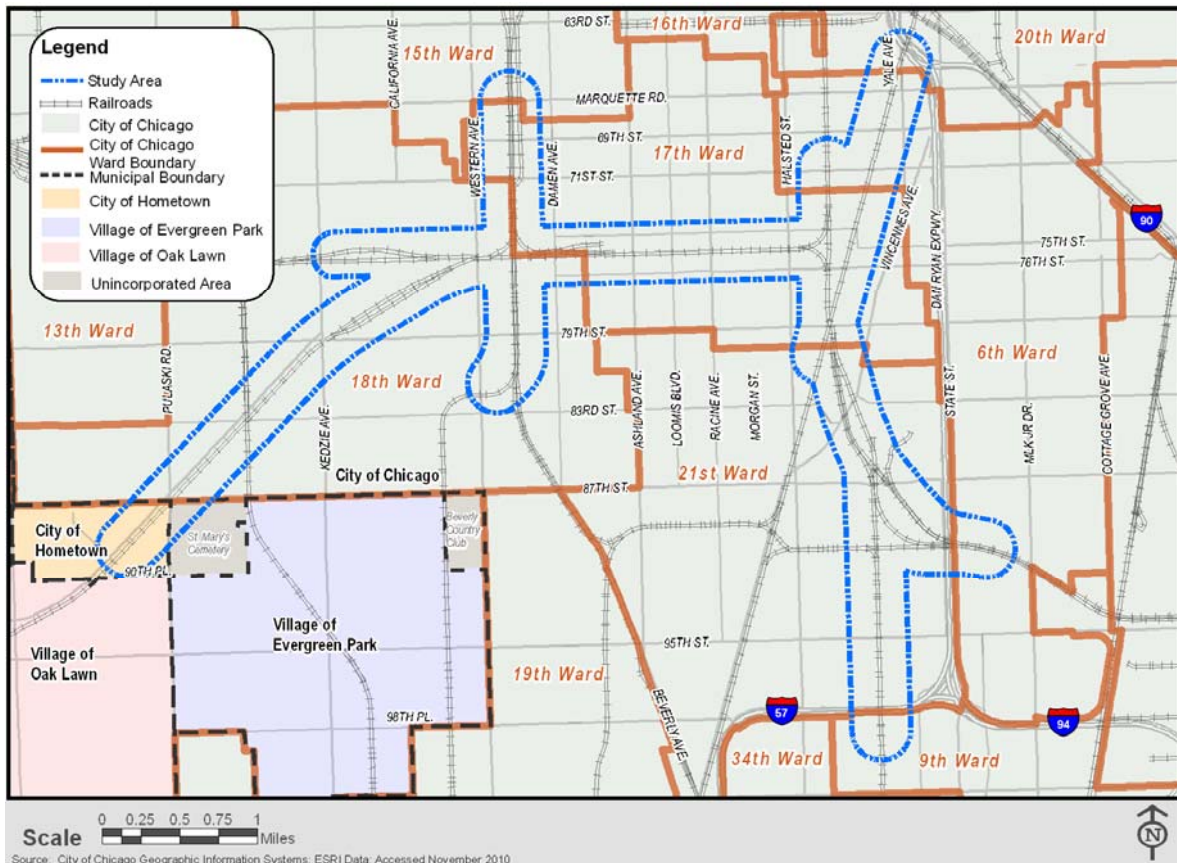 Legend
Study Area
Railroads
City of Chicago
City of Chicago
Ward Boundary
Municipal Boundary
City of Hometown
Village of Evergreen Park
Village of Oak Lawn
Unincorporated Area
63RD ST.
16th Ward
20th Ward
15th Ward
CALIFORNIA AVE.
YALE AVE.
MARQUETTE RD.
69TH ST.
WESTERN AVE.
DAMEN AVE.
17th Ward
HALSTED ST.
71ST ST.
90
VINCENNES AVE.
DAN RYAN EXPWY.
75TH ST.
76TH ST.
13th Ward
PULASKI RD.
79TH ST.
6th Ward
18th Ward
KEDZIE AVE.
83RD ST.
ASHLAND AVE.
LOOMIS BLVD.
RACINE AVE.
MORGAN ST.
STATE ST.
MLK JR DR.
COTTAGE GROVE AVE.
City of Chicago
21st Ward
87TH ST.
City of
Hometown
St Mary's
Cemetery
Beverly
Country
Club
90TH PL.
Village of
Evergreen Park
95TH ST.
Village of
Oak Lawn
19th Ward
BEVERLY AVE.
98TH PL.
57
94
34th Ward
9th Ward
Scale
0 0.25 0.5 1
Miles
N
Source: City of Chicago Geographic Information Systems; ESRI Data: Accessed November 2010